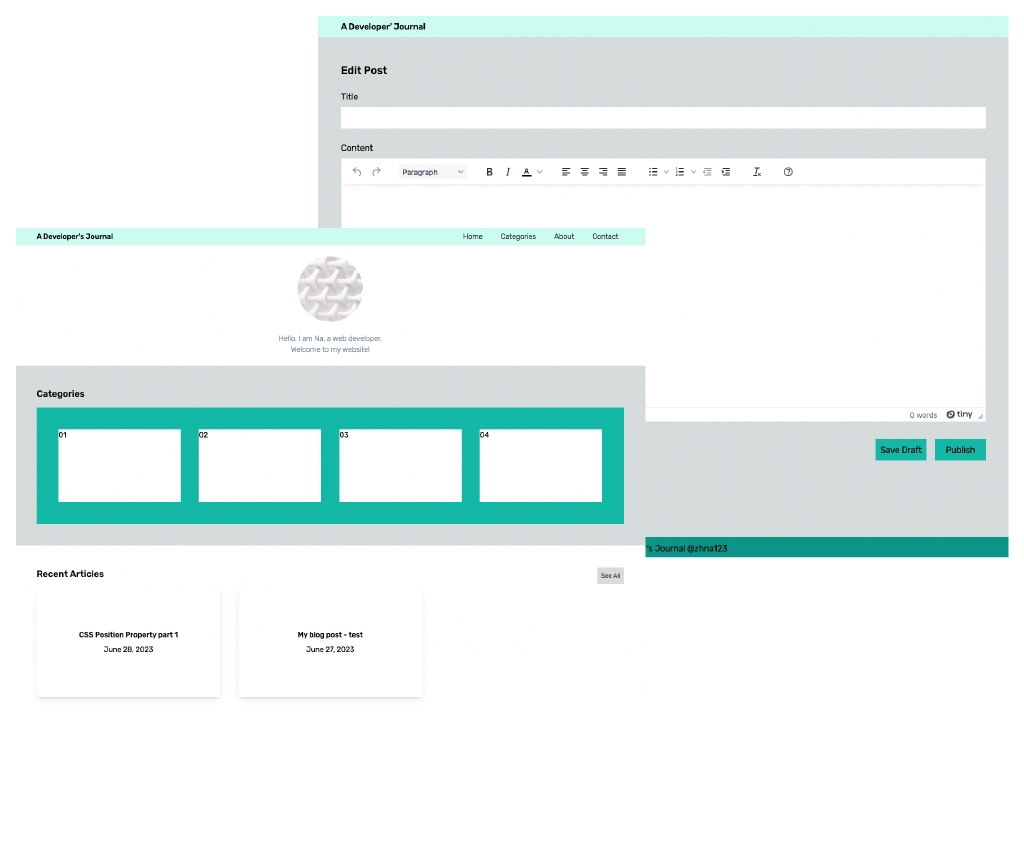 A Developer' Journal
Edit Post
Title
Content
Paragraph
B I A
0 words tiny
Save Draft Publish
's Journal @zhna123
A Developer's Journal Home Categories About Contact
Hello, I am Na, a web developer.
Welcome to my website!
Categories
01 02 03 04
Recent Articles See All
CSS Position Property part 1
June 28, 2023
My blog post - test
June 27, 2023